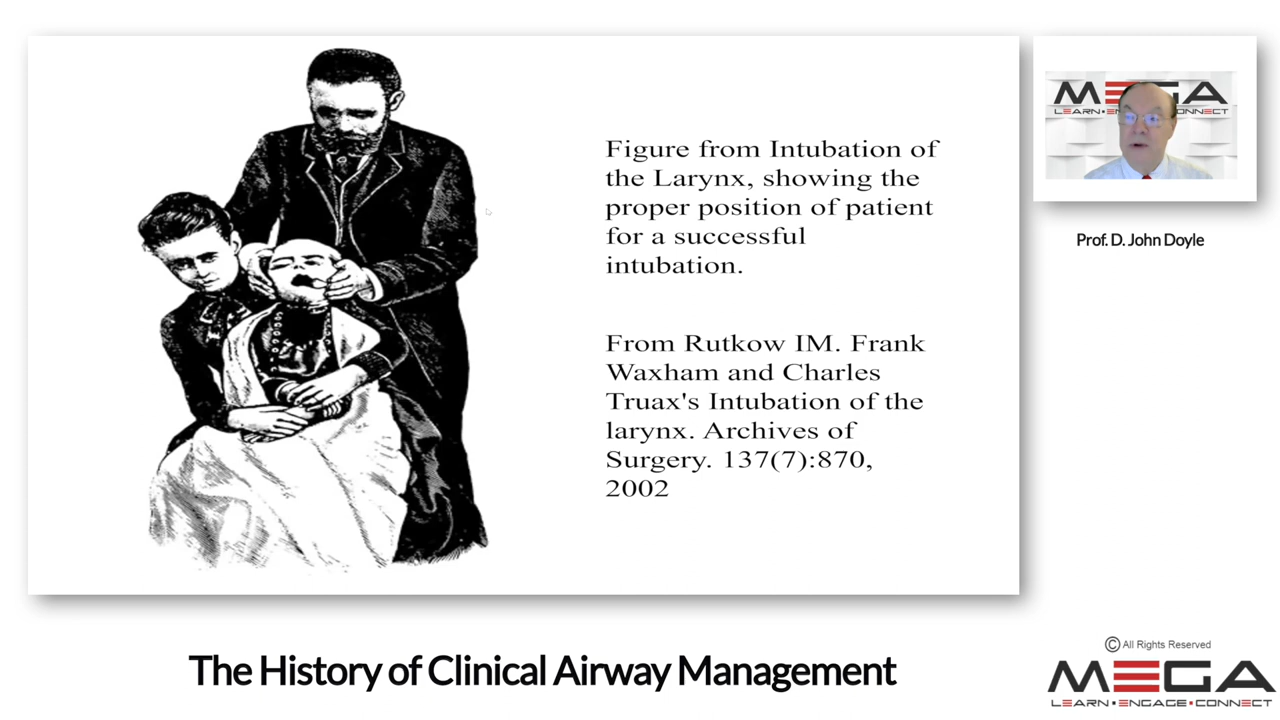 Figure from Intubation of
the Larynx, showing the
proper position of patient
for a successful
intubation.
From Rutkow IM. Frank
Waxham and Charles
Truax's Intubation of the
larynx. Archives of
Surgery. 137(7):870,
2002
MEGA
LEARN•ENGAGE•CONNECT
Prof. D. John Doyle
The History of Clinical Airway Management
© All Rights Reserved
MEGA
LEARN•ENGAGE•CONNECT